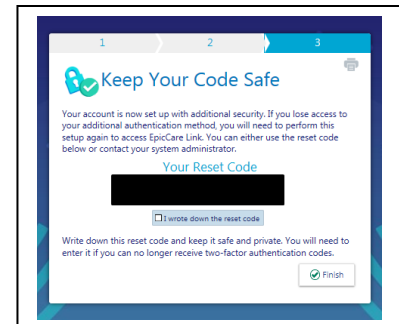 1 2 3
Keep Your Code Safe
Your account is now set up with additional security. If you lose access to
your additional authentication method, you will need to perform this
setup again to access EpicCare Link. You can either use the reset code
below or contact your system administrator.
Your Reset Code
I wrote down the reset code
Write down this reset code and keep it safe and private. You will need to
enter it if you can no longer receive two-factor authentication codes.
Finish